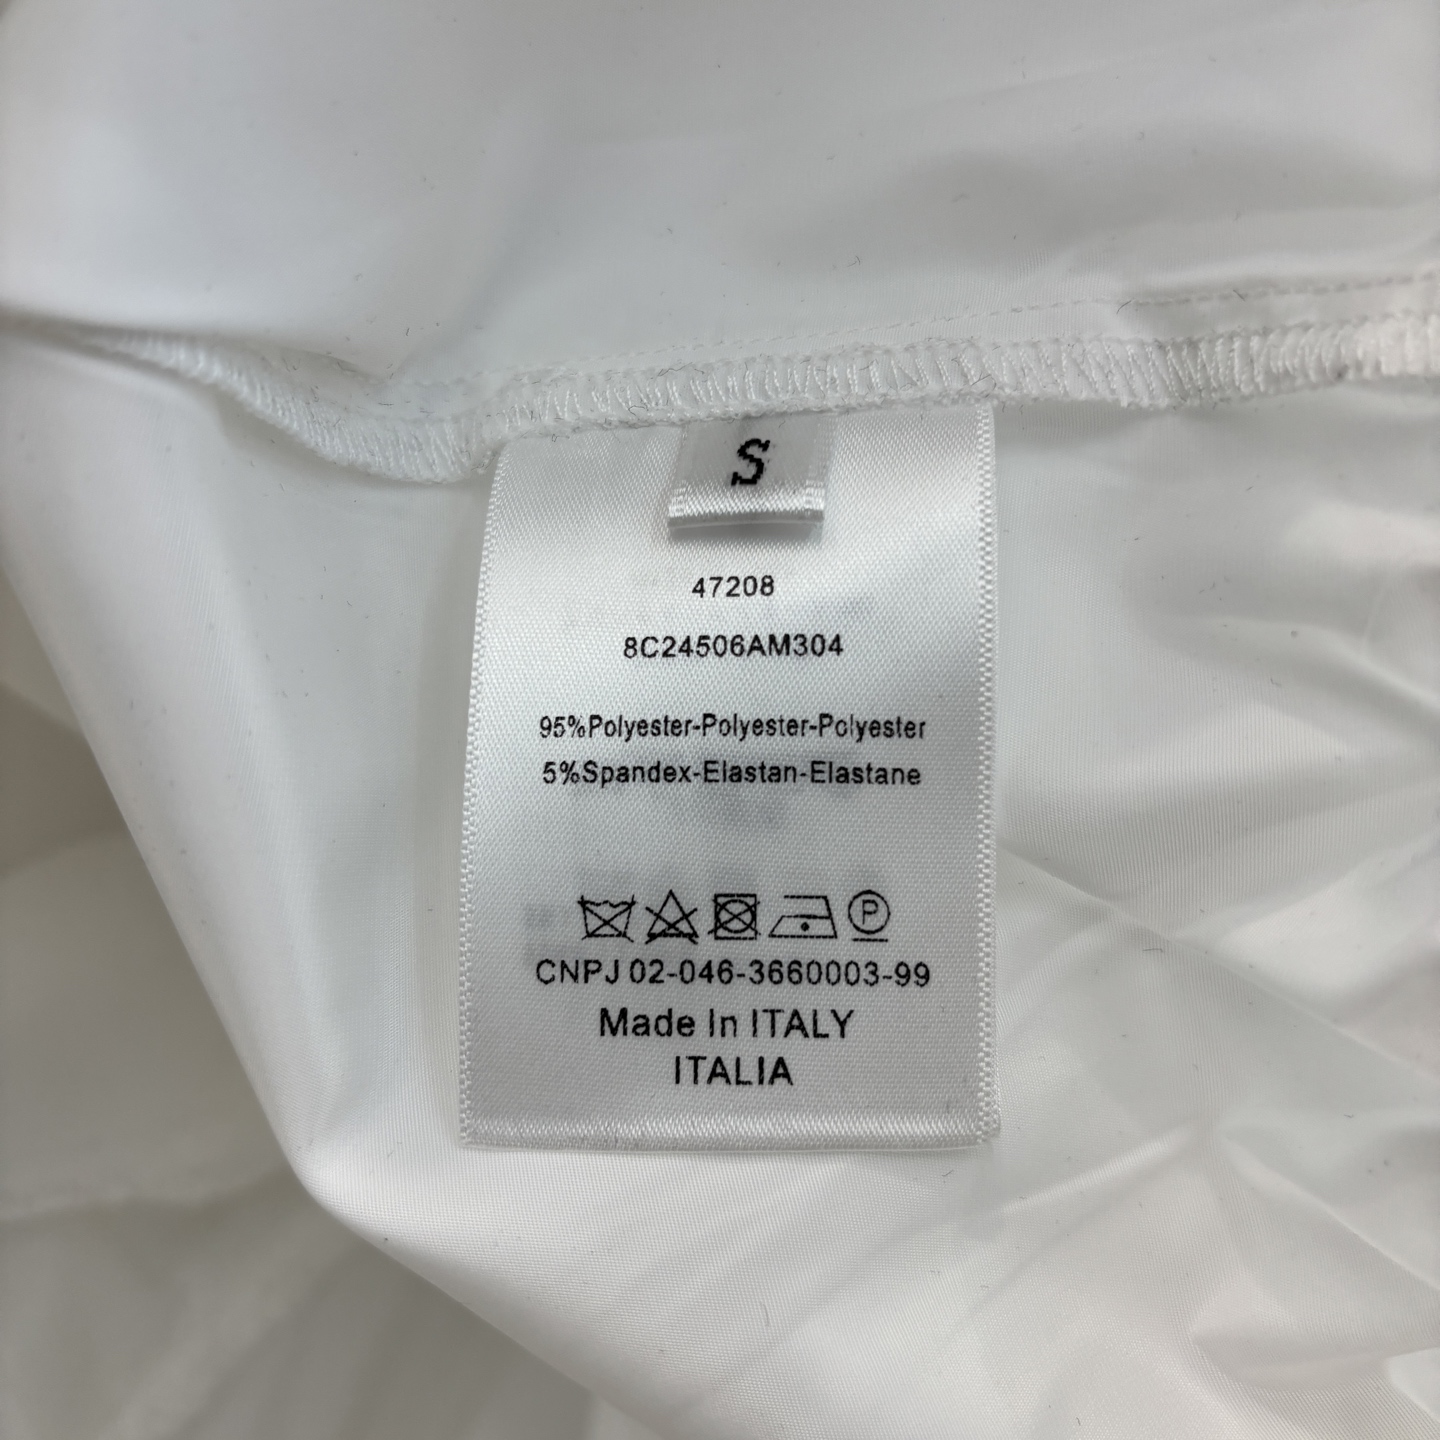 S
47208
8C24506AM304
95%Polyester-Polyester-Polyester
5%Spandex-Elastan-Elastane
P
CNPJ 02-046-3660003-99
Made In ITALY
ITALIA